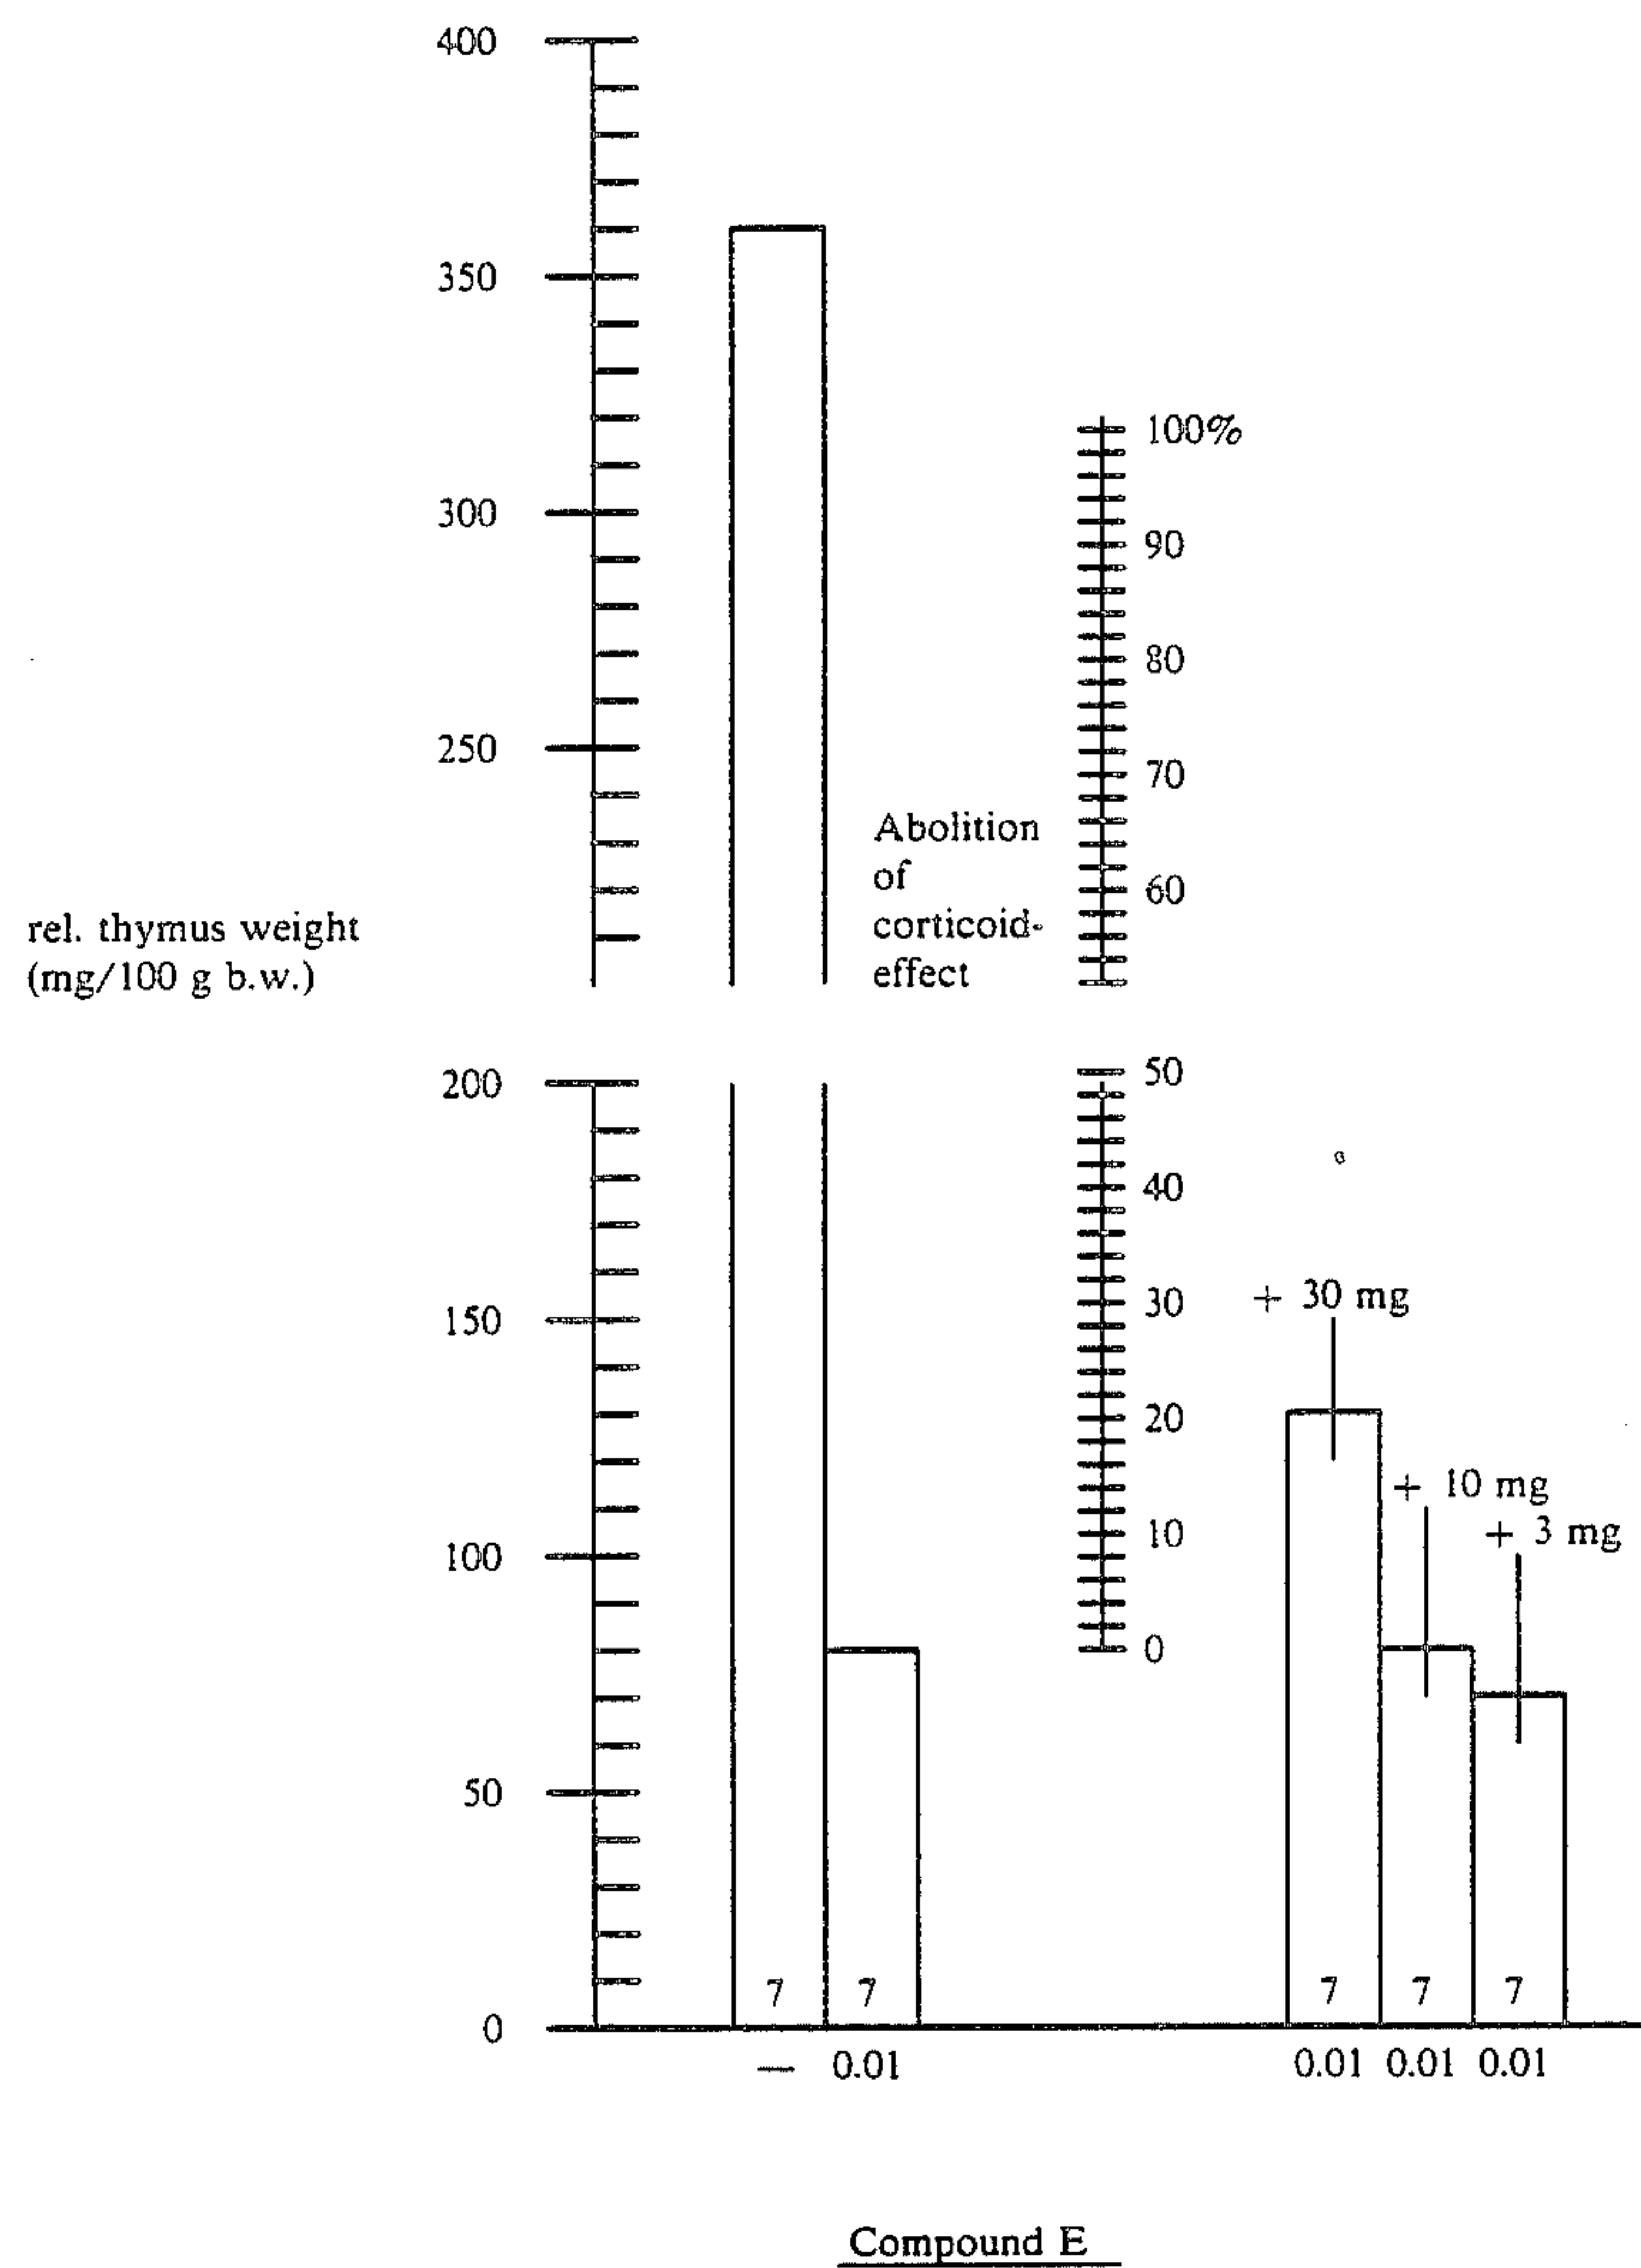 400
350
100%
300
90
80
250
70
Abolition
of
corticoid-
effect
60
rel. thymus weight
(mg/100 g b.w.)
200
50
40
150
30
+ 30 mg
20
+ 10 mg
+ 3 mg
100
10
0
50
7 7 7 7 7
0
— 0.01 0.01 0.01 0.01
Compound E